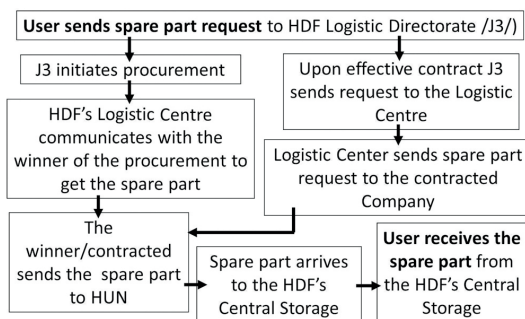 User sends spare part request to HDF Logistic Directorate /J3/)
J3 initiates procurement
Upon effective contract J3
sends request to the Logistic
Centre
HDF's Logistic Centre
communicates with the
winner of the procurement to
get the spare part
Logistic Center sends spare part
request to the contracted
Company
The
winner/contracted
sends the spare part
to HUN
Spare part arrives
to the HDF's
Central Storage
User receives the
spare part from
the HDF's Central
Storage